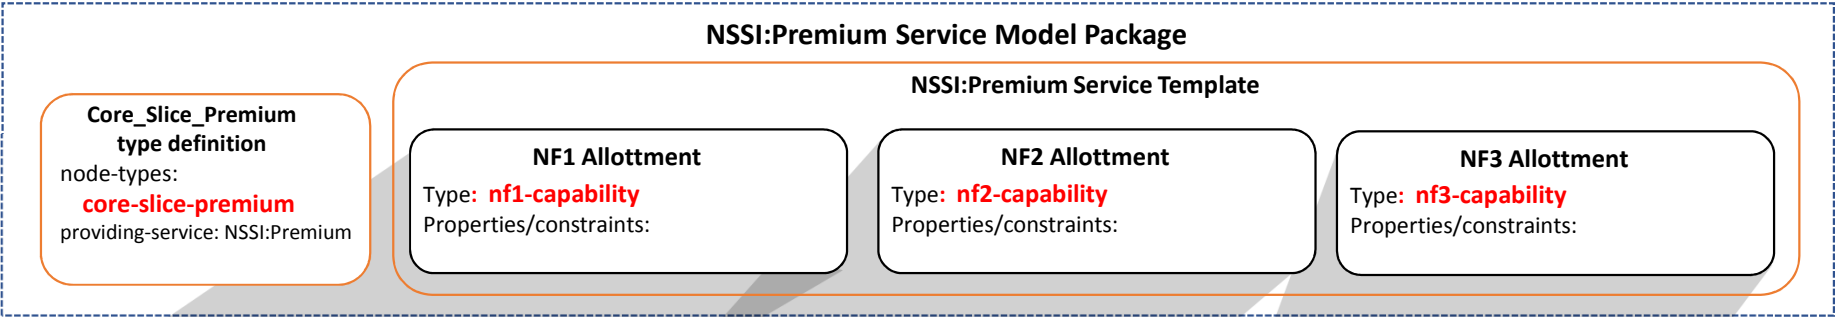 NSSI:Premium Service Model Package
NSSI:Premium Service Template
Core_Slice_Premium
type definition
node-types:
core-slice-premium
providing-service: NSSI:Premium
NF1 Allottment
Type: nf1-capability
Properties/constraints:
NF2 Allottment
Type: nf2-capability
Properties/constraints:
NF3 Allottment
Type: nf3-capability
Properties/constraints: